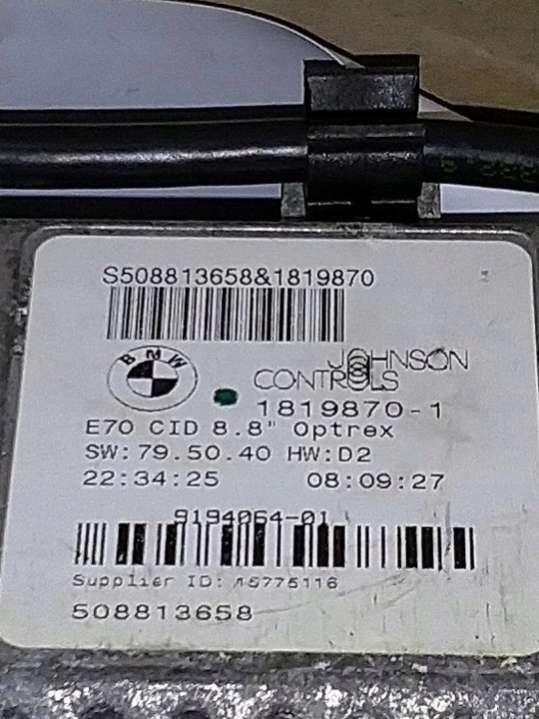 S508813658&1819870
BMW
JOHNSON
CONTROLS
1819870-1
E70 CID 8.8" Optrex
SW:79.50.40 HW:D2
22:34:25 08:09:27
9194064-01
Supplier ID: 15775116
508813658